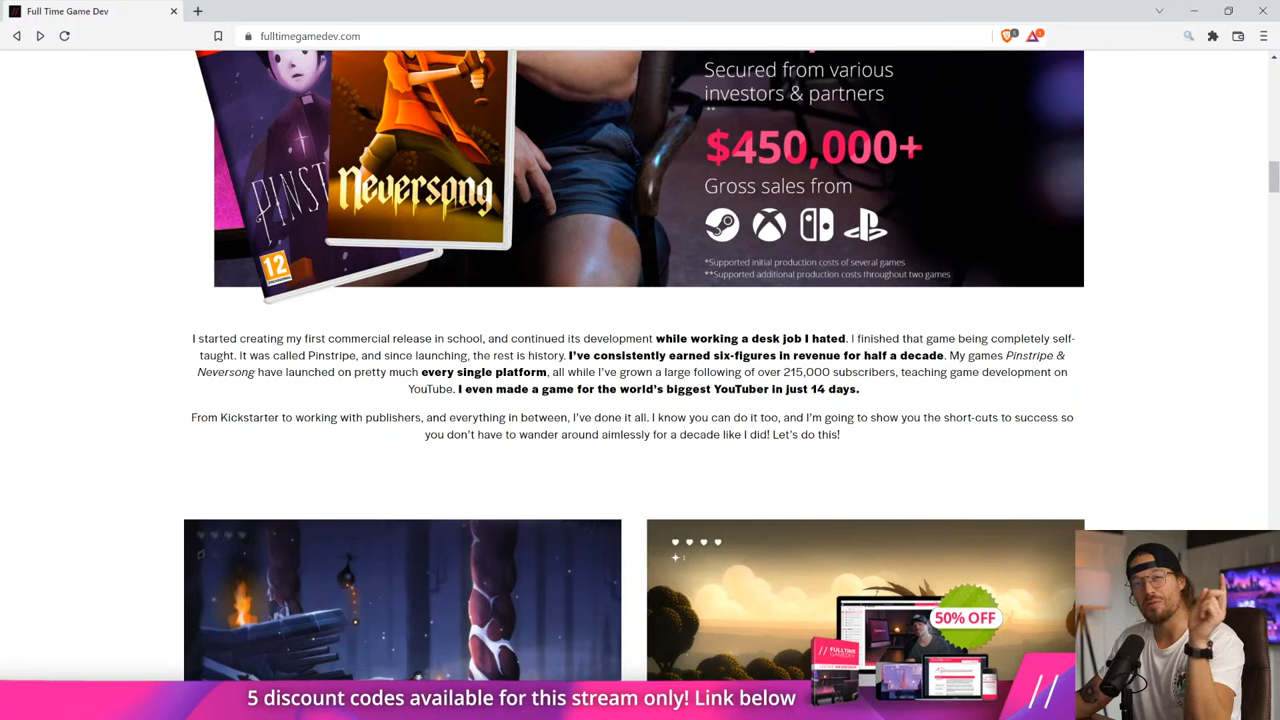 Full Time Game Dev
fulltimegamedev.com
Secured from various
investors & partners
**
$450,000+
Gross sales from
*Supported initial production costs of several games
**Supported additional production costs throughout two games
PINST
Neversong
12
PROVISIONAL
I started creating my first commercial release in school, and continued its development while working a desk job I hated. I finished that game being completely self-
taught. It was called Pinstripe, and since launching, the rest is history. I've consistently earned six-figures in revenue for half a decade. My games Pinstripe &
Neversong have launched on pretty much every single platform, all while I've grown a large following of over 215,000 subscribers, teaching game development on
YouTube. I even made a game for the world's biggest YouTuber in just 14 days.
From Kickstarter to working with publishers, and everything in between, I've done it all. I know you can do it too, and I'm going to show you the short-cuts to success so
you don't have to wander around aimlessly for a decade like I did! Let's do this!
50% OFF
// FULLTIME
GAMEDEV
5 discount codes available for this stream only! Link below
//